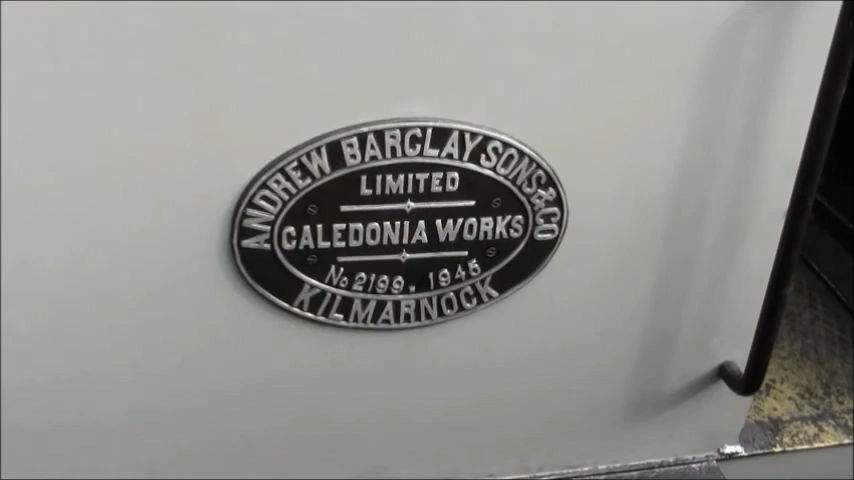 ANDREW BARCLAY SONS & CO
LIMITED
CALEDONIA WORKS
No 2199. 1945
KILMARNOCK